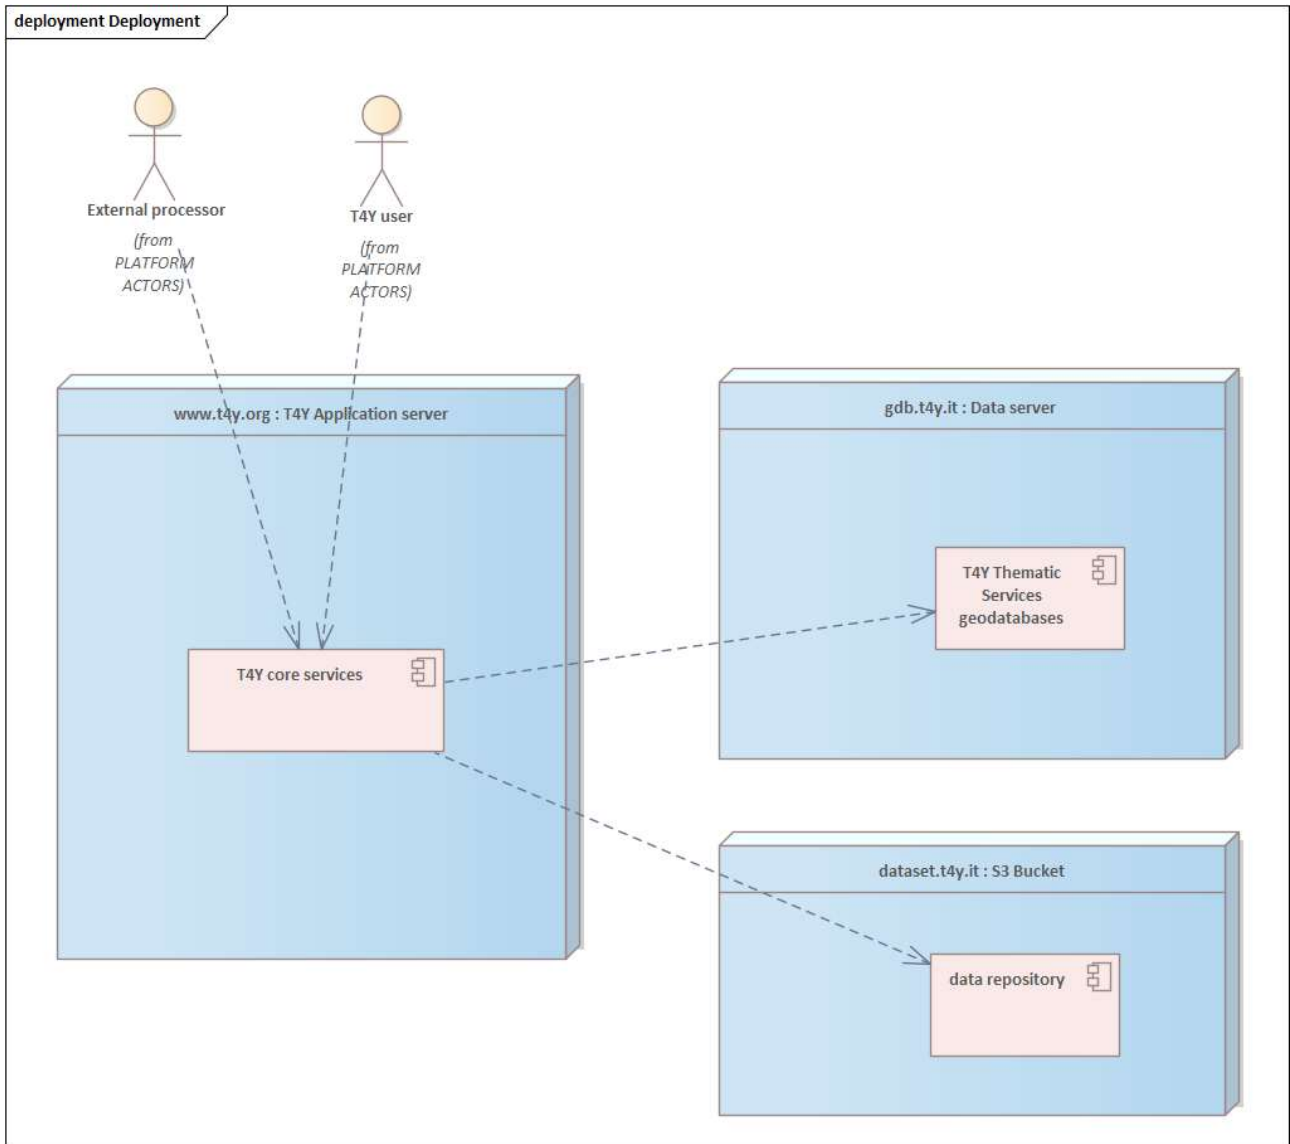 deployment Deployment
External processor
(from
PLATFORM
ACTORS)
T4Y user
(from
PLATFORM
ACTORS)
www.t4y.org : T4Y Application server
gdb.t4y.it : Data server
T4Y Thematic
Services
geodatabases
T4Y core services
dataset.t4y.it : S3 Bucket
data repository